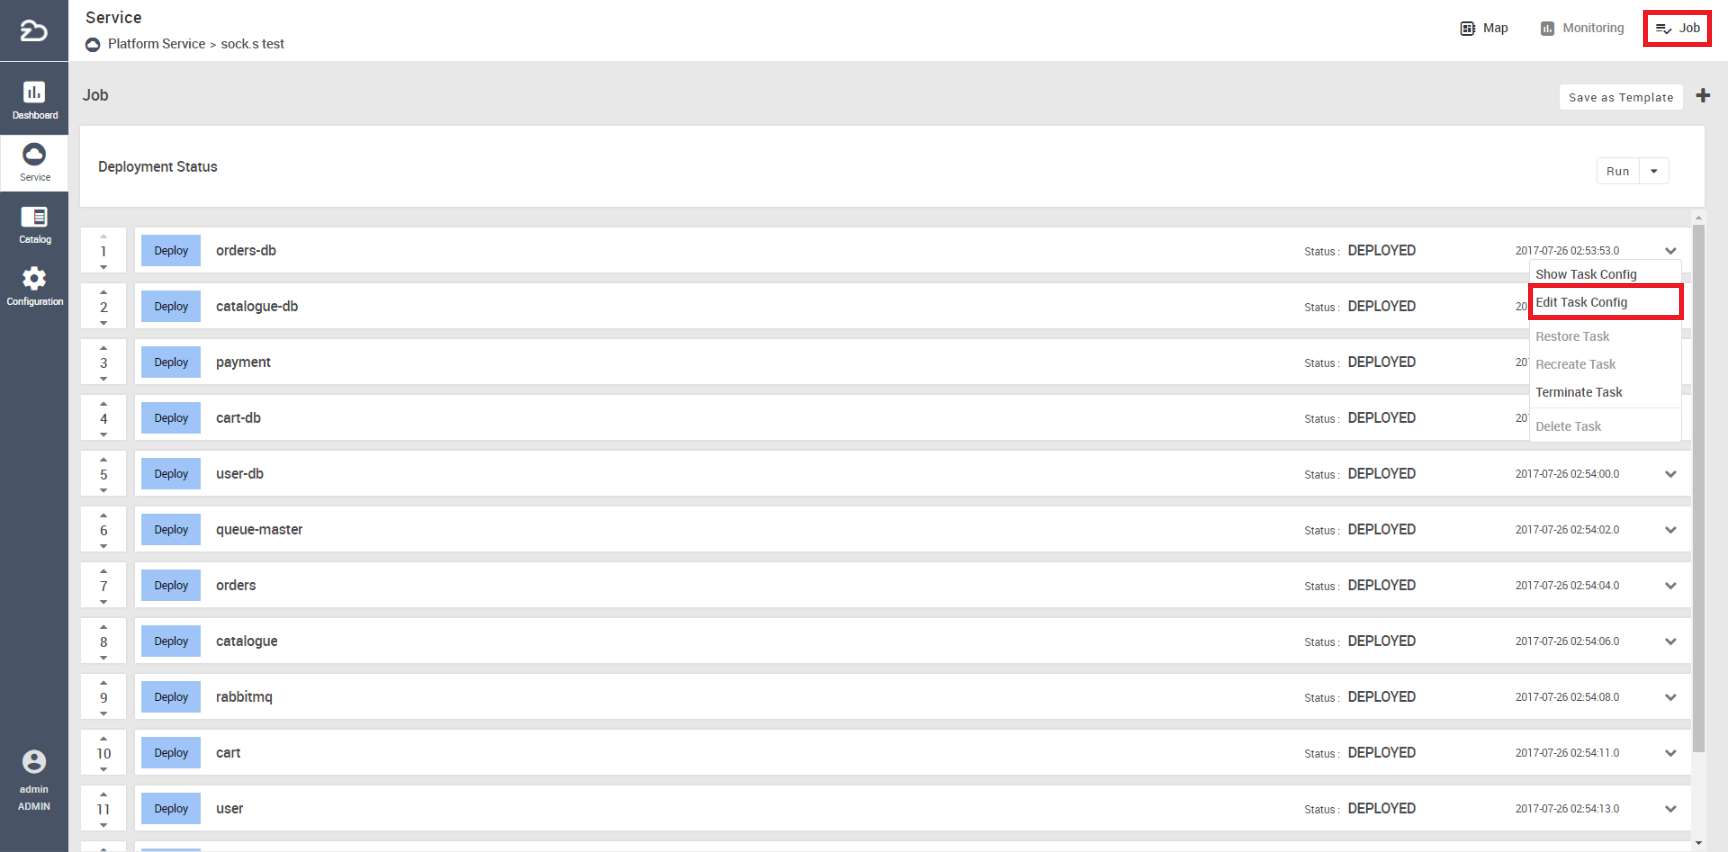 Service
Platform Service > sock.s test
Map
Monitoring
Job
Dashboard
Service
Catalog
Configuration
admin
ADMIN
Job
Save as Template
Deployment Status
Run
1 Deploy orders-db Status : DEPLOYED 2017-07-26 02:53:53.0
Show Task Config
Edit Task Config
Restore Task
Recreate Task
Terminate Task
Delete Task
2 Deploy catalogue-db Status : DEPLOYED 20
3 Deploy payment Status : DEPLOYED 201
4 Deploy cart-db Status : DEPLOYED 201
5 Deploy user-db Status : DEPLOYED 2017-07-26 02:54:00.0
6 Deploy queue-master Status : DEPLOYED 2017-07-26 02:54:02.0
7 Deploy orders Status : DEPLOYED 2017-07-26 02:54:04.0
8 Deploy catalogue Status : DEPLOYED 2017-07-26 02:54:06.0
9 Deploy rabbitmq Status : DEPLOYED 2017-07-26 02:54:08.0
10 Deploy cart Status : DEPLOYED 2017-07-26 02:54:11.0
11 Deploy user Status : DEPLOYED 2017-07-26 02:54:13.0